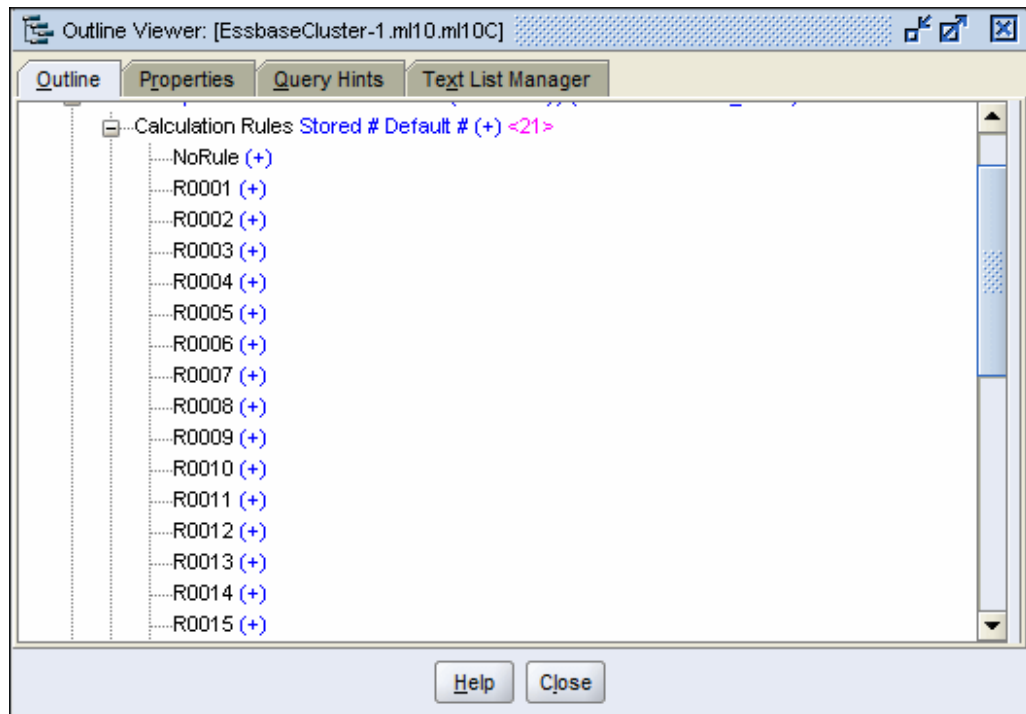 Outline Viewer: [EssbaseCluster-1.ml10.ml10C]
Outline Properties Query Hints Text List Manager
Calculation Rules Stored # Default # (+) <21>
NoRule (+)
R0001 (+)
R0002 (+)
R0003 (+)
R0004 (+)
R0005 (+)
R0006 (+)
R0007 (+)
R0008 (+)
R0009 (+)
R0010 (+)
R0011 (+)
R0012 (+)
R0013 (+)
R0014 (+)
R0015 (+)
Help Close